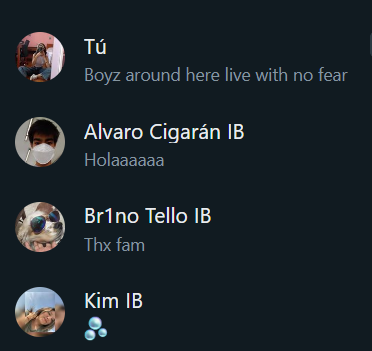 Tú
Boyz around here live with no fear
Alvaro Cigarán IB
Holaaaaaa
Br1no Tello IB
Thx fam
Kim IB
🫧